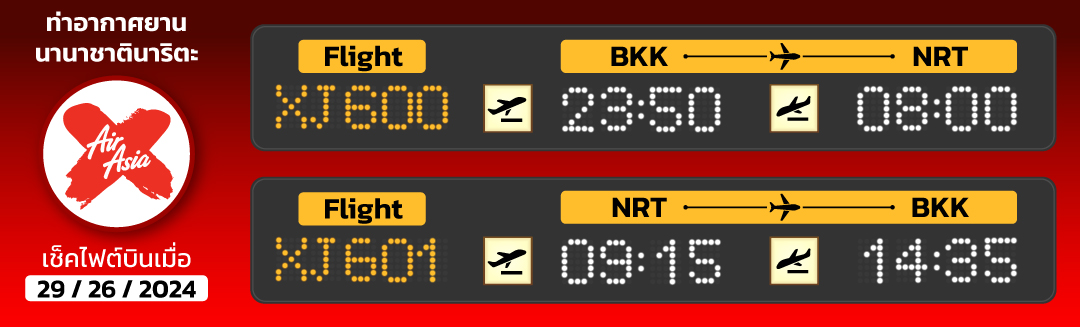 ท่าอากาศยาน
นานาชาตินาริตะ
Air
Asia
เช็คไฟต์บินเมื่อ
29 / 26 / 2024
Flight
BKK NRT
XJ600 23:50 08:00
Flight
NRT BKK
XJ601 09:15 14:35